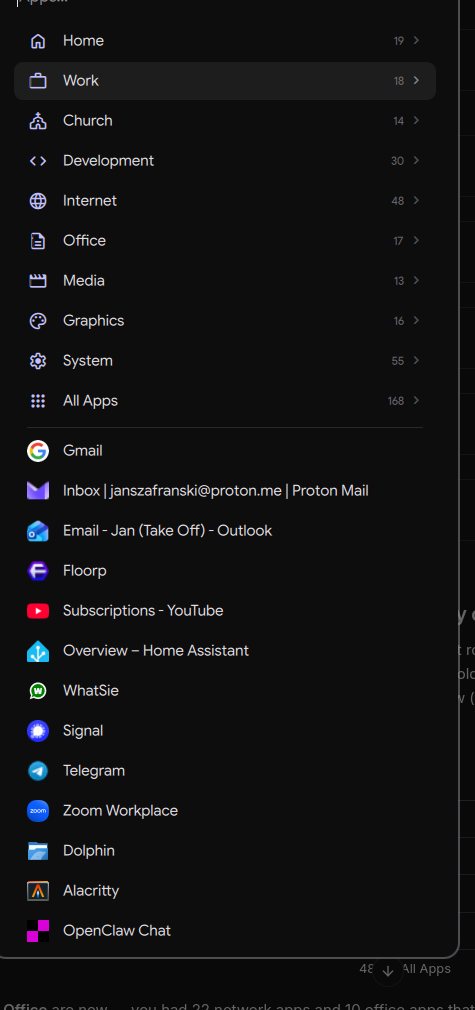 Apps...
Home 19
Work 18
Church 14
Development 30
Internet 48
Office 17
Media 13
Graphics 16
System 55
All Apps 168
Gmail
Inbox | janszafranski@proton.me | Proton Mail
Email - Jan (Take Off) - Outlook
Floorp
Subscriptions - YouTube
Overview – Home Assistant
WhatSie
Signal
Telegram
zoom Zoom Workplace
Dolphin
Alacritty
OpenClaw Chat
48 All Apps
Office are now you had 22 network apps and 10 office apps that